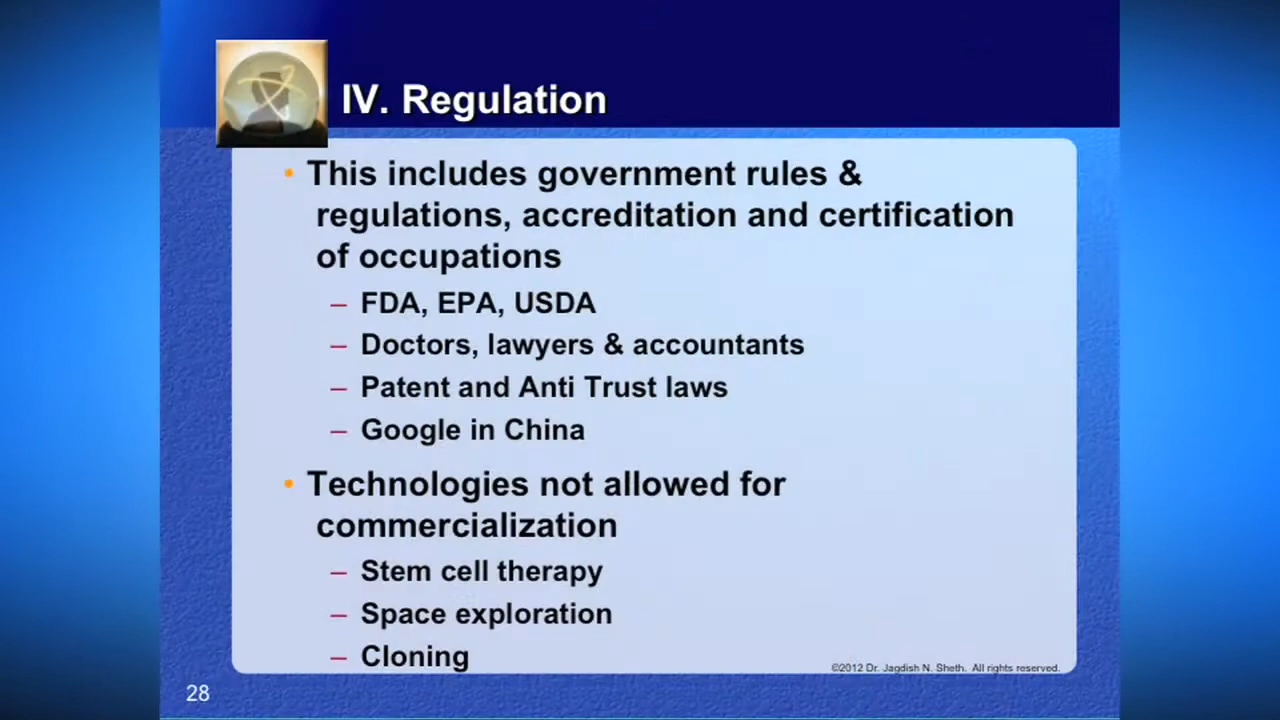 IV. Regulation
• This includes government rules &
regulations, accreditation and certification
of occupations
– FDA, EPA, USDA
– Doctors, lawyers & accountants
– Patent and Anti Trust laws
– Google in China
• Technologies not allowed for
commercialization
– Stem cell therapy
– Space exploration
– Cloning
©2012 Dr. Jagdish N. Sheth. All rights reserved.
28